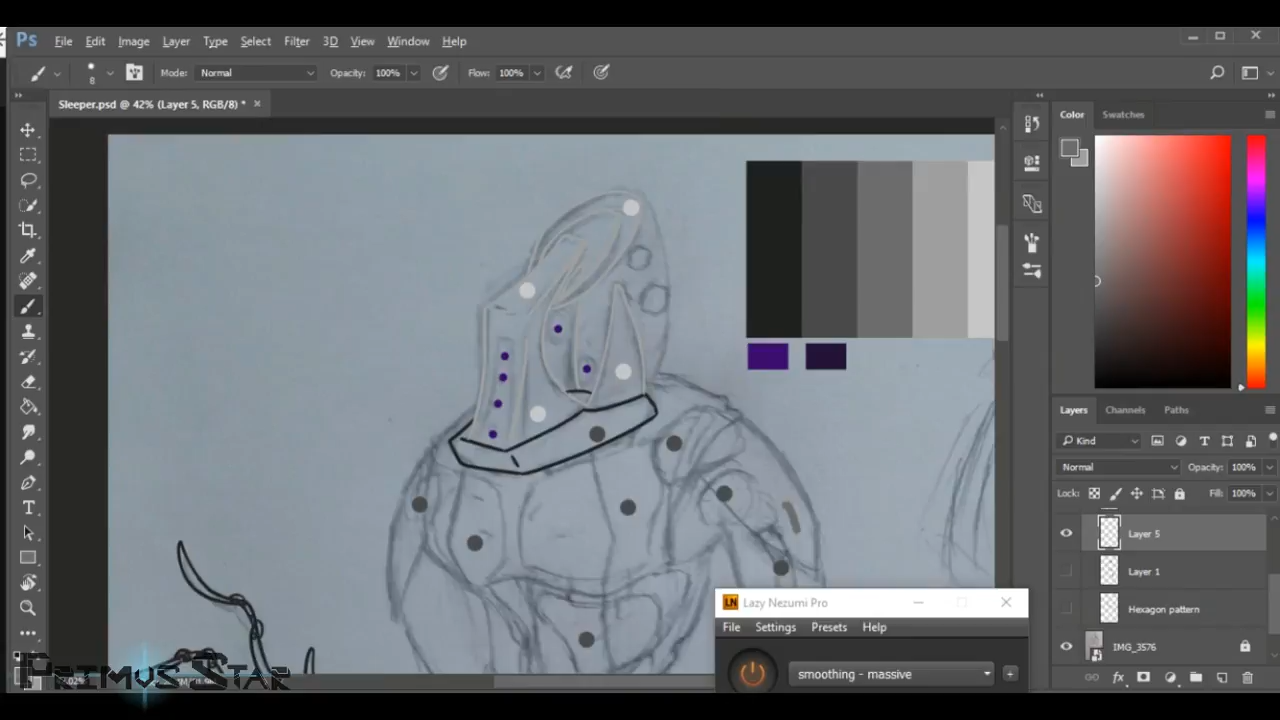 Ps File Edit Image Layer Type Select Filter 3D View Window Help
8 Mode: Normal Opacity: 100% Flow: 100%
Sleeper.psd @ 42% (Layer 5, RGB/8) *
Color Swatches
Layers Channels Paths
Kind
Normal Opacity: 100%
Lock: Fill: 100%
Layer 5
Layer 1
Hexagon pattern
IMG_3576
LN Lazy Nezumi Pro
File Settings Presets Help
smoothing - massive
PRIMUS STAR